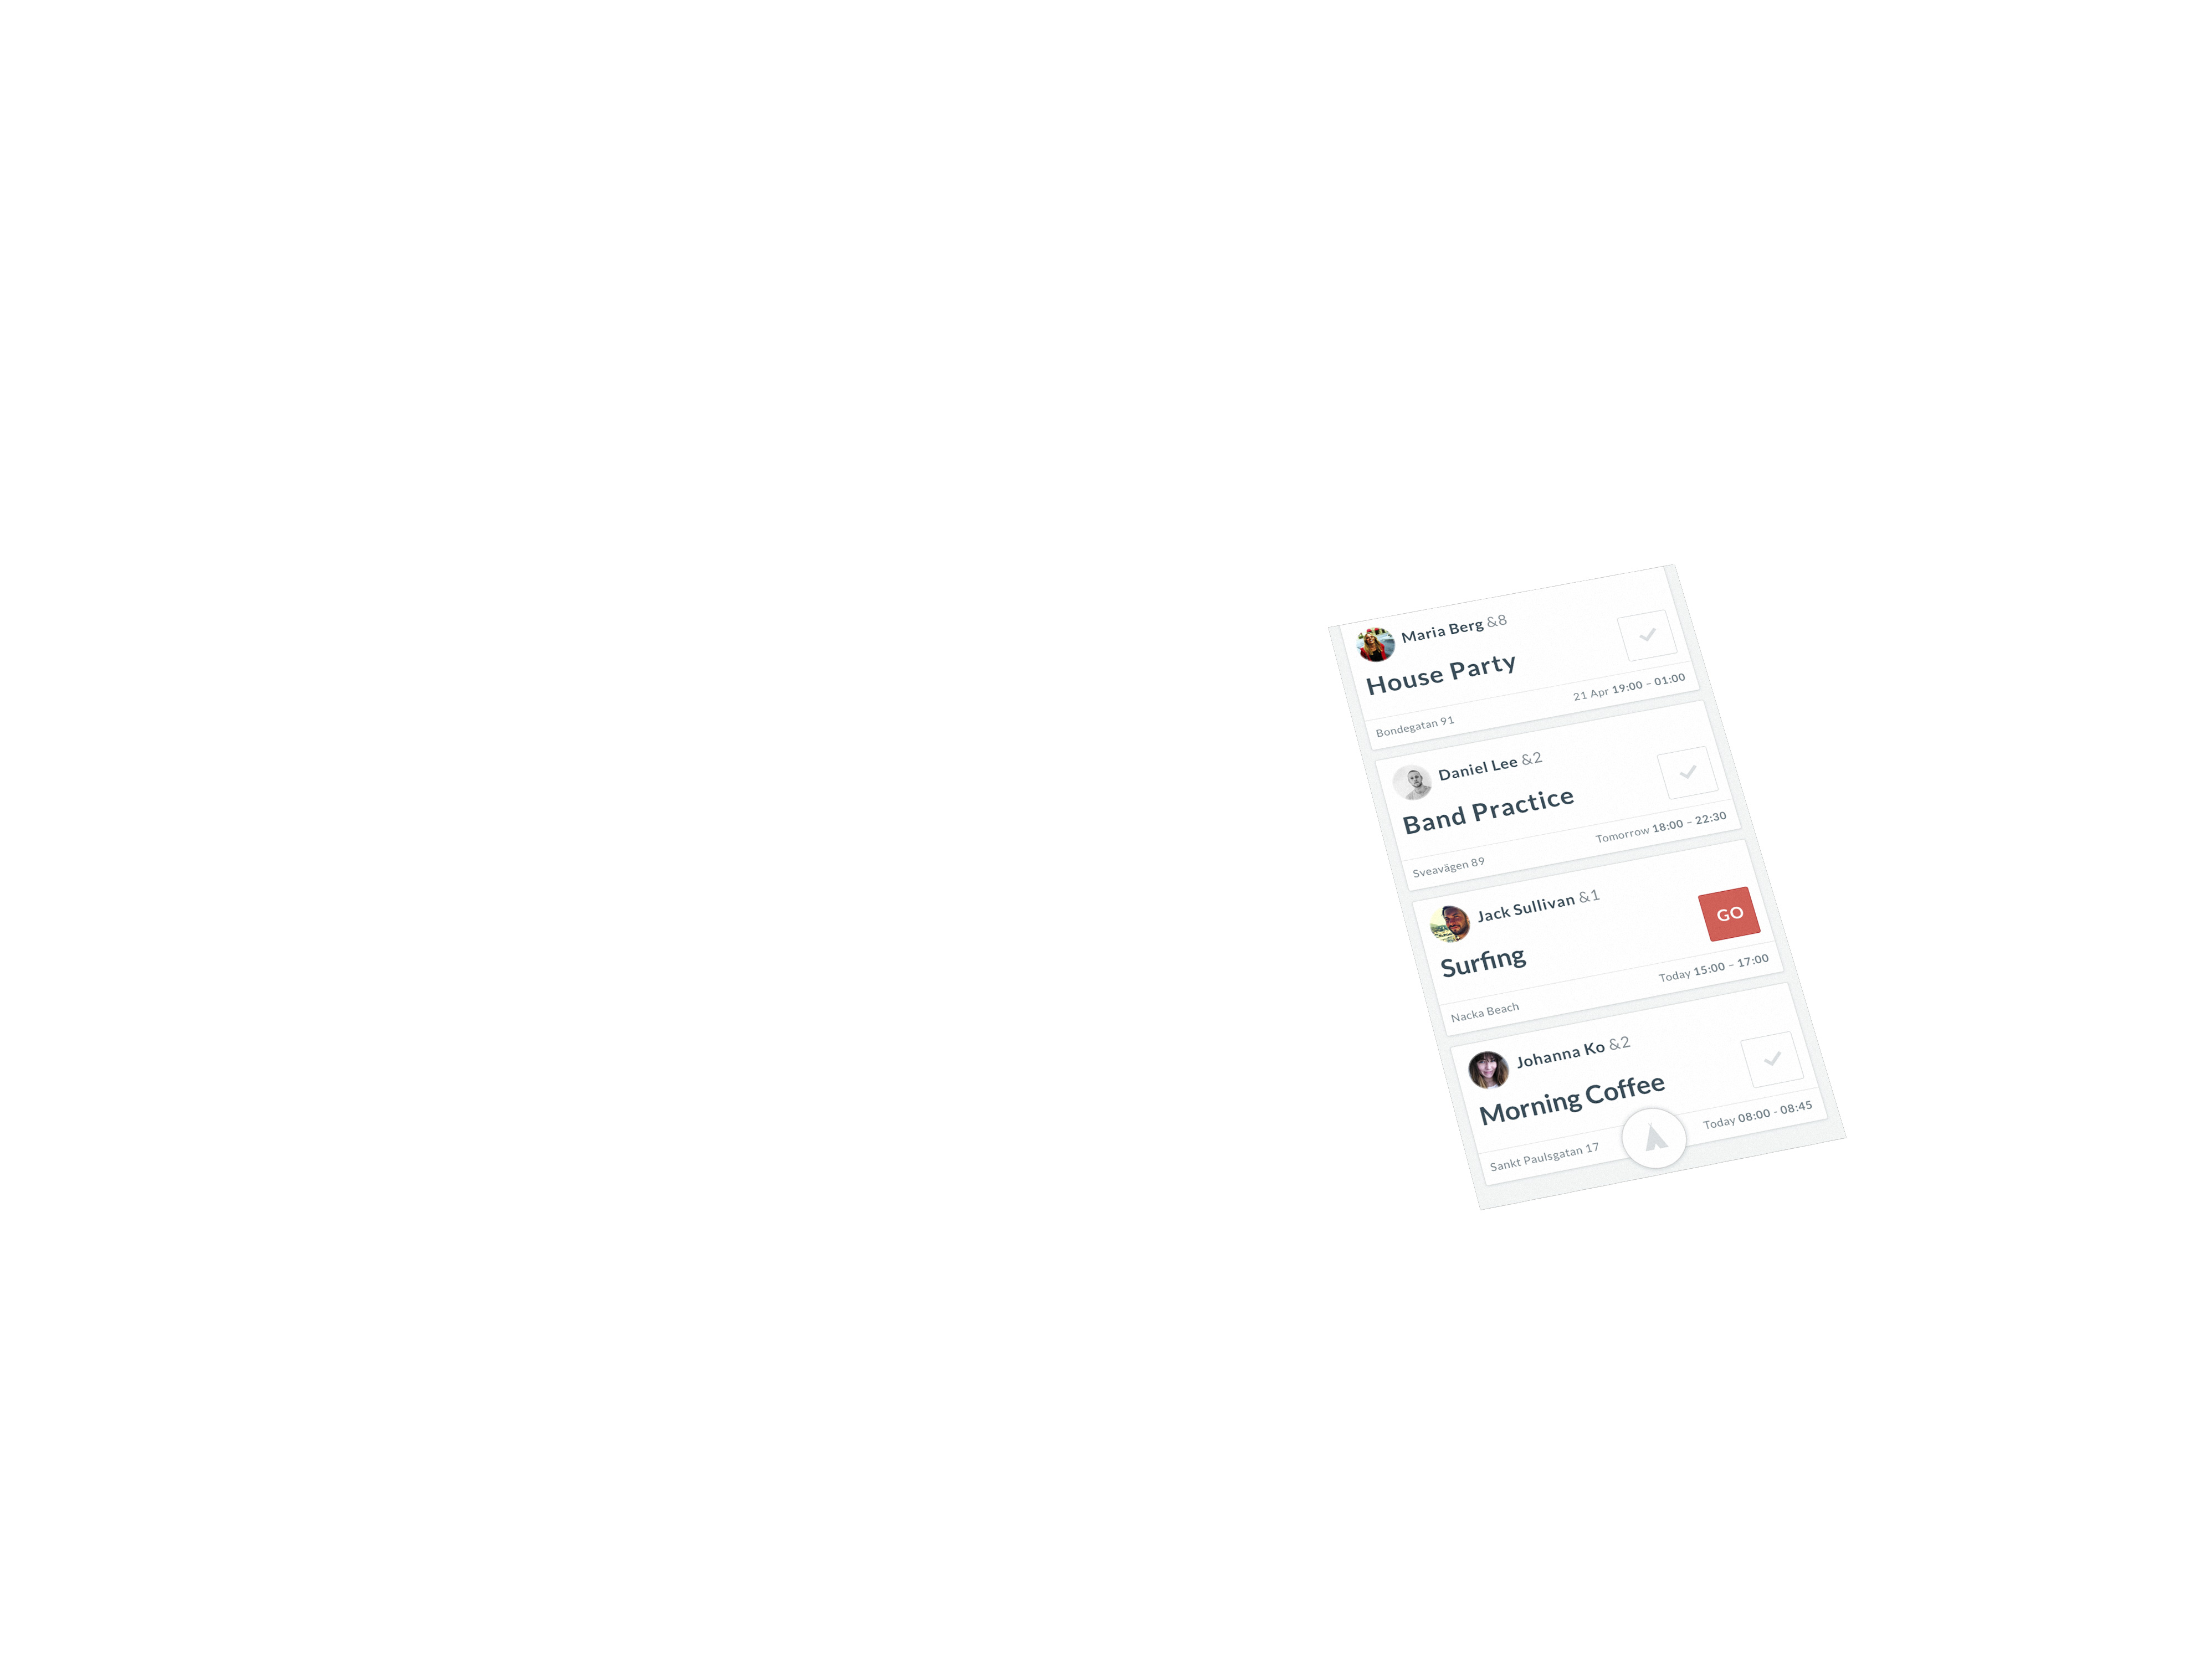 Maria Berg &8
House Party
Bondegatan 91
21 Apr 19:00 – 01:00
Daniel Lee &2
Band Practice
Sveavägen 89
Tomorrow 18:00 – 22:30
Jack Sullivan &1
GO
Surfing
Nacka Beach
Today 15:00 – 17:00
Johanna Ko &2
Morning Coffee
Sankt Paulsgatan 17
Today 08:00 - 08:45